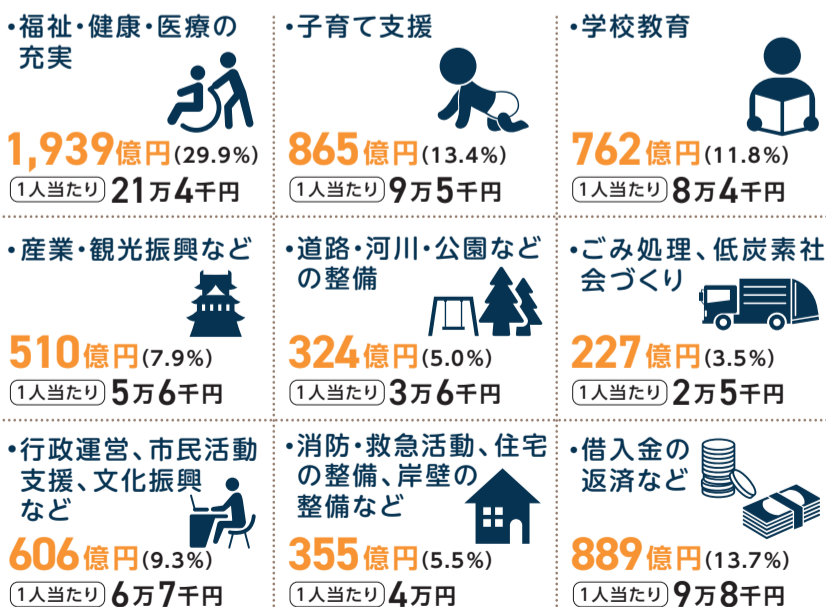 ・福祉・健康・医療の
充実
1,939億円(29.9%)
1人当たり 21万4千円
・子育て支援
865億円(13.4%)
1人当たり 9万5千円
・学校教育
762億円(11.8%)
1人当たり 8万4千円
・産業・観光振興など
510億円(7.9%)
1人当たり 5万6千円
・道路・河川・公園など
の整備
324億円(5.0%)
1人当たり 3万6千円
・ごみ処理、低炭素社
会づくり
227億円(3.5%)
1人当たり 2万5千円
・行政運営、市民活動
支援、文化振興
など
606億円(9.3%)
1人当たり 6万7千円
・消防・救急活動、住宅
の整備、岸壁の
整備など
355億円(5.5%)
1人当たり 4万円
・借入金の
返済など
889億円(13.7%)
1人当たり 9万8千円